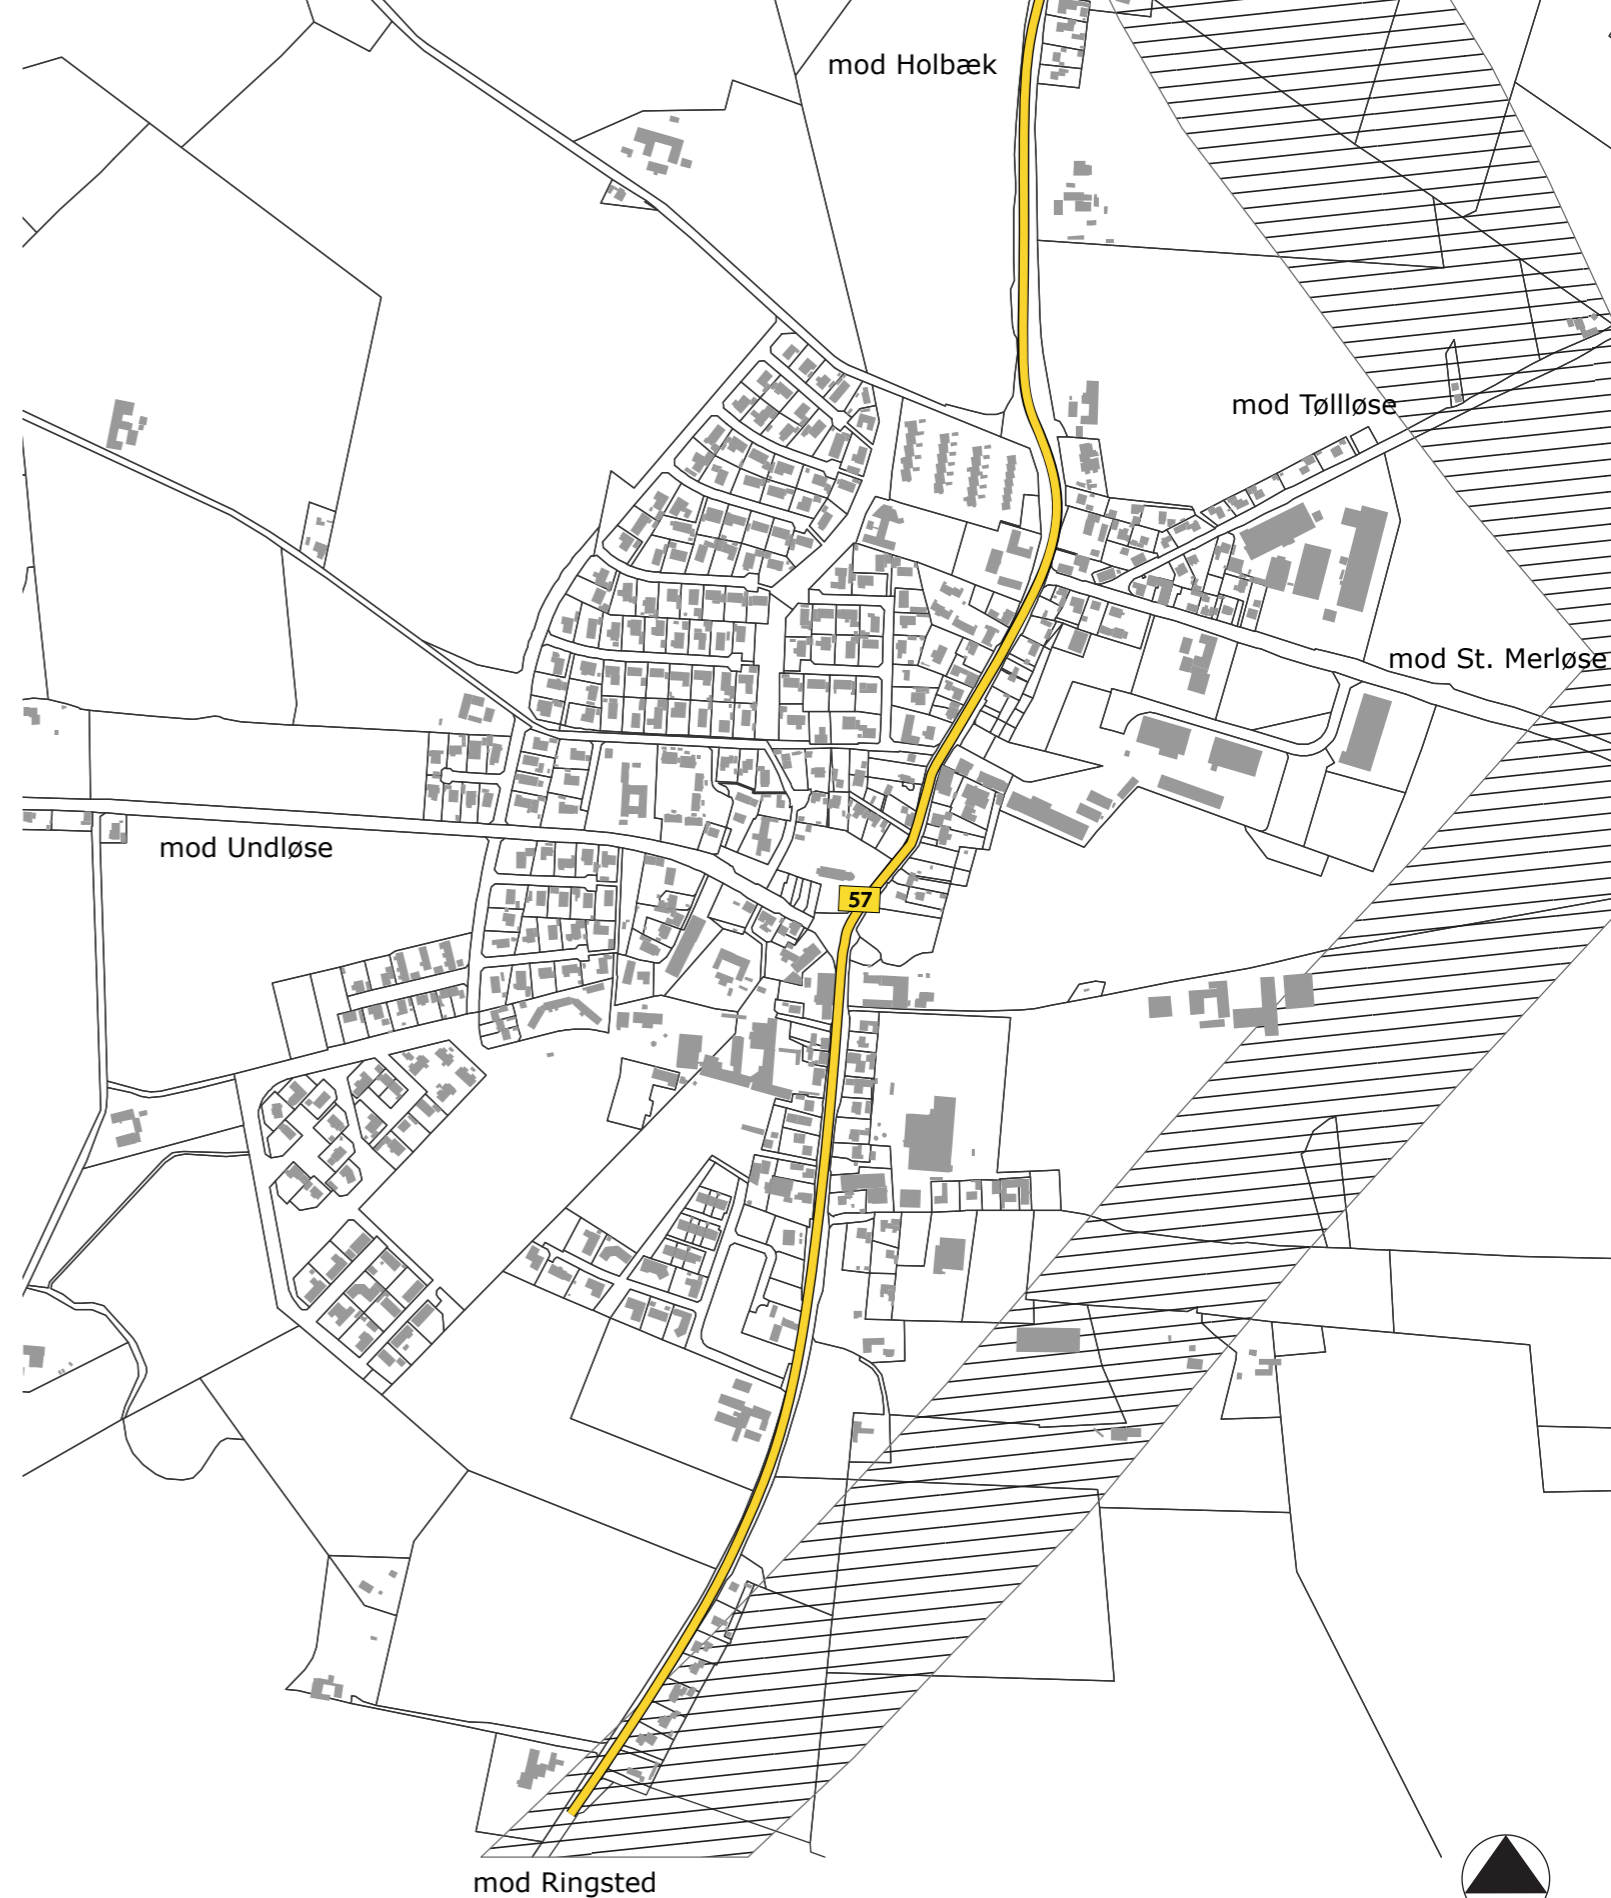 mod Holbæk
mod Tøllløse
mod St. Merløse
mod Undløse
57
mod Ringsted